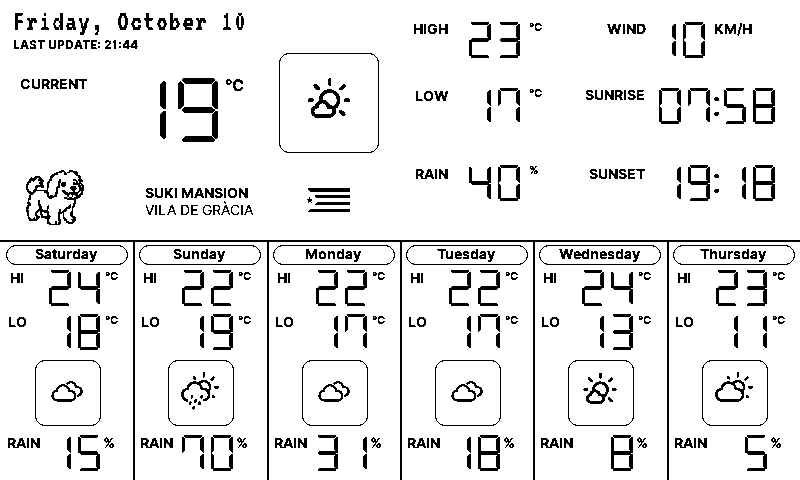 Friday, October 10
LAST UPDATE: 21:44
CURRENT 19 °C
HIGH 23 °C
LOW 17 °C
RAIN 40 %
WIND 10 KM/H
SUNRISE 07:58
SUNSET 19:18
SUKI MANSION
VILA DE GRÀCIA
Saturday
HI 24 °C
LO 18 °C
RAIN 15 %
Sunday
HI 22 °C
LO 19 °C
RAIN 70 %
Monday
HI 22 °C
LO 17 °C
RAIN 31 %
Tuesday
HI 22 °C
LO 17 °C
RAIN 18 %
Wednesday
HI 24 °C
LO 13 °C
RAIN 8 %
Thursday
HI 23 °C
LO 11 °C
RAIN 5 %